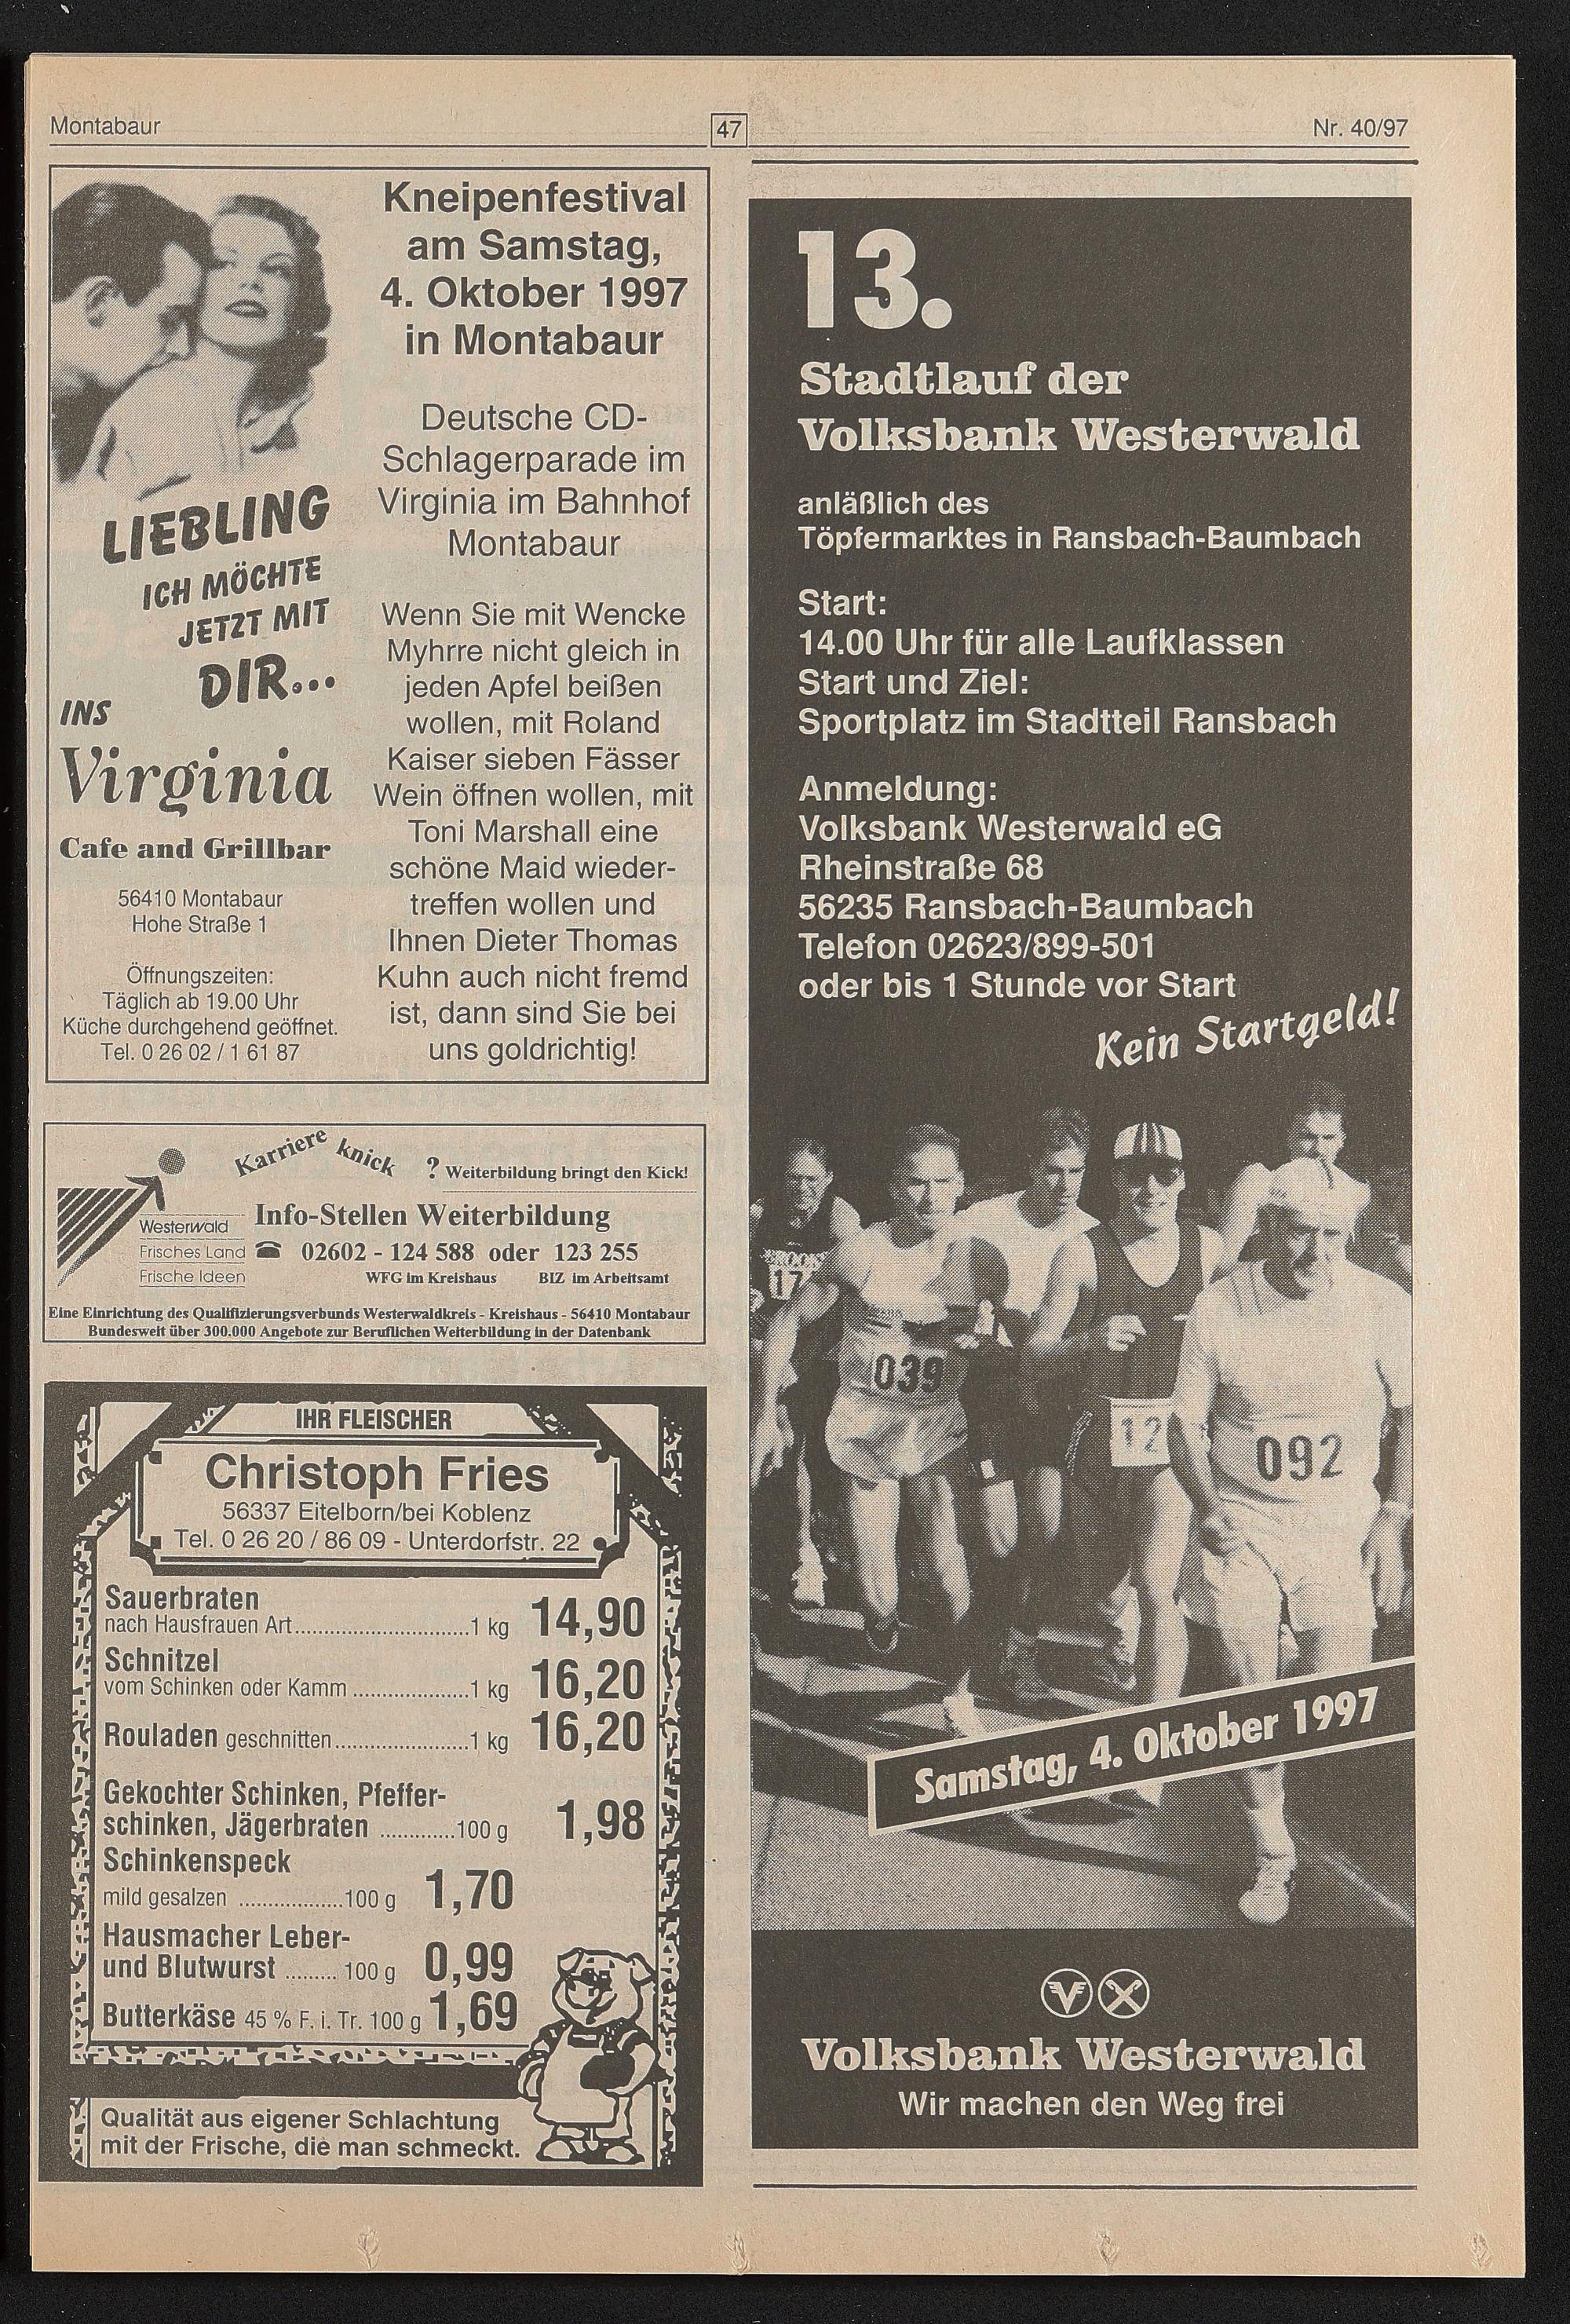 Montabaur
47
Nr. 40/97
LIEBLING
ICH MÖCHTE
JETZT MIT
DIR...
INS
Virginia
Cafe and Grillbar
56410 Montabaur
Hohe Straße 1
Öffnungszeiten:
Täglich ab 19.00 Uhr
Küche durchgehend geöffnet.
Tel. 0 26 02 / 1 61 87
Kneipenfestival
am Samstag,
4. Oktober 1997
in Montabaur
Deutsche CD-
Schlagerparade im
Virginia im Bahnhof
Montabaur
Wenn Sie mit Wencke
Myhrre nicht gleich in
jeden Apfel beißen
wollen, mit Roland
Kaiser sieben Fässer
Wein öffnen wollen, mit
Toni Marshall eine
schöne Maid wieder-
treffen wollen und
Ihnen Dieter Thomas
Kuhn auch nicht fremd
ist, dann sind Sie bei
uns goldrichtig!
Karriere knick ? Weiterbildung bringt den Kick!
Westerwald
Frisches Land
Frische Ideen
Info-Stellen Weiterbildung
☎ 02602 - 124 588 oder 123 255
WFG im Kreishaus BIZ im Arbeitsamt
Eine Einrichtung des Qualifizierungsverbunds Westerwaldkreis - Kreishaus - 56410 Montabaur
Bundesweit über 300.000 Angebote zur Beruflichen Weiterbildung in der Datenbank
IHR FLEISCHER
Christoph Fries
56337 Eitelborn/bei Koblenz
Tel. 0 26 20 / 86 09 - Unterdorfstr. 22
Sauerbraten
nach Hausfrauen Art..............................1 kg 14,90
Schnitzel
vom Schinken oder Kamm ....................1 kg 16,20
Rouladen geschnitten.......................1 kg 16,20
Gekochter Schinken, Pfeffer-
schinken, Jägerbraten .............100 g 1,98
Schinkenspeck
mild gesalzen ..................100 g 1,70
Hausmacher Leber-
und Blutwurst ......... 100 g 0,99
Butterkäse 45 % F. i. Tr. 100 g 1,69
Qualität aus eigener Schlachtung
mit der Frische, die man schmeckt.
13.
Stadtlauf der
Volksbank Westerwald
anläßlich des
Töpfermarktes in Ransbach-Baumbach
Start:
14.00 Uhr für alle Laufklassen
Start und Ziel:
Sportplatz im Stadtteil Ransbach
Anmeldung:
Volksbank Westerwald eG
Rheinstraße 68
56235 Ransbach-Baumbach
Telefon 02623/899-501
oder bis 1 Stunde vor Start
Kein Startgeld!
BROOKS
17
039
12
092
Samstag, 4. Oktober 1997
Volksbank Westerwald
Wir machen den Weg frei